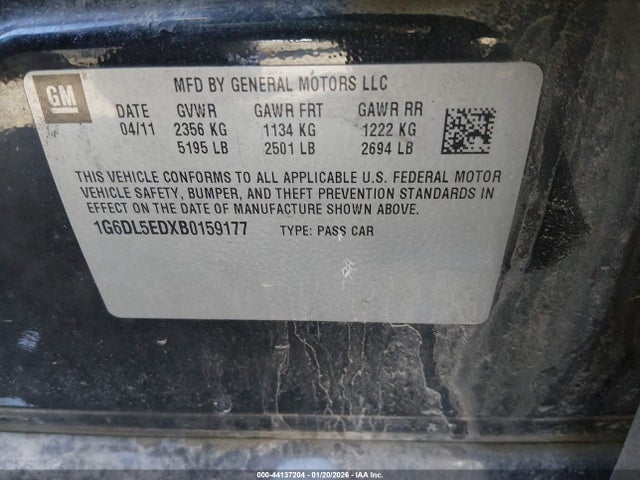 GM
MFD BY GENERAL MOTORS LLC
DATE GVWR GAWR FRT GAWR RR
04/11 2356 KG 1134 KG 1222 KG
5195 LB 2501 LB 2694 LB
THIS VEHICLE CONFORMS TO ALL APPLICABLE U.S. FEDERAL MOTOR
VEHICLE SAFETY, BUMPER, AND THEFT PREVENTION STANDARDS IN
EFFECT ON THE DATE OF MANUFACTURE SHOWN ABOVE.
1G6DL5EDXB0159177 TYPE: PASS CAR
000-44137204 - 01/20/2026 - IAAI.com